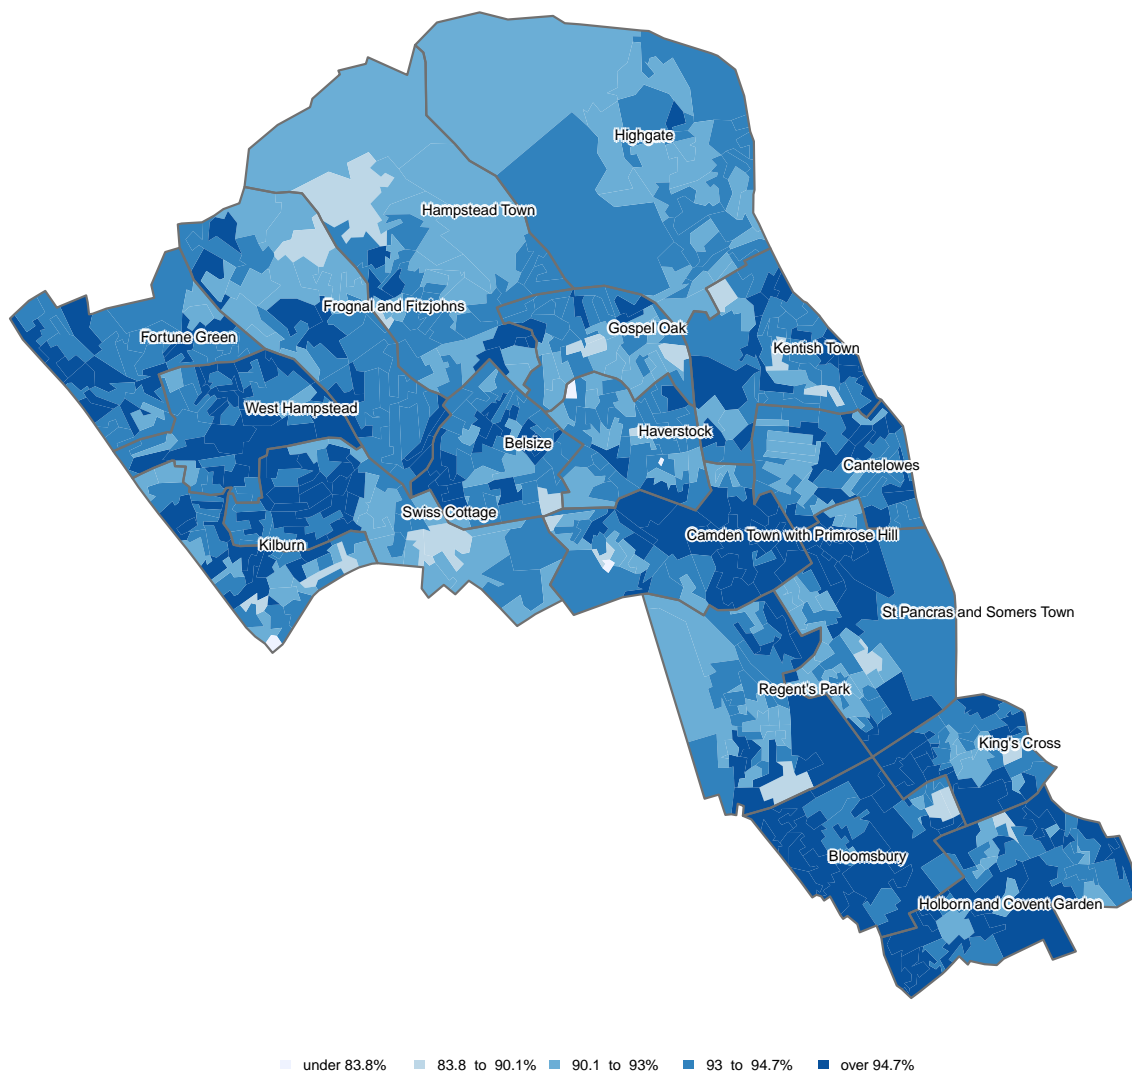 Highgate
Hampstead Town
Frognal and Fitzjohns
Gospel Oak
Fortune Green
Kentish Town
West Hampstead
Haverstock
Belsize
Cantelowes
Swiss Cottage
Camden Town with Primrose Hill
Kilburn
St Pancras and Somers Town
Regent's Park
King's Cross
Bloomsbury
Holborn and Covent Garden
under 83.8% 83.8 to 90.1% 90.1 to 93% 93 to 94.7% over 94.7%